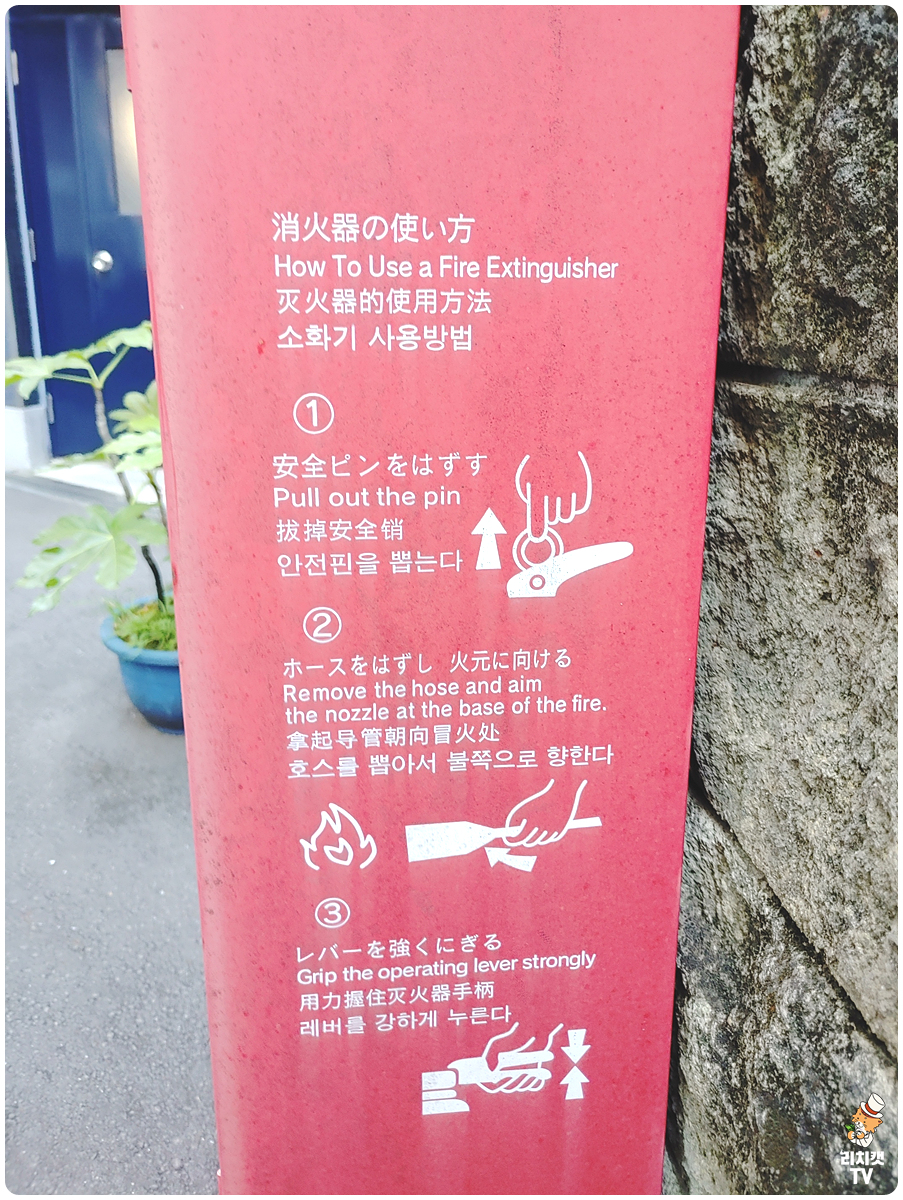 消火器の使い方
How To Use a Fire Extinguisher
灭火器的使用方法
소화기 사용방법
①
安全ピンをはずす
Pull out the pin
拔掉安全销
안전핀을 뽑는다
②
ホースをはずし 火元に向ける
Remove the hose and aim
the nozzle at the base of the fire.
拿起导管朝向冒火处
호스를 뽑아서 불쪽으로 향한다
③
レバーを強くにぎる
Grip the operating lever strongly
用力握住灭火器手柄
레버를 강하게 누른다
리치캣
TV